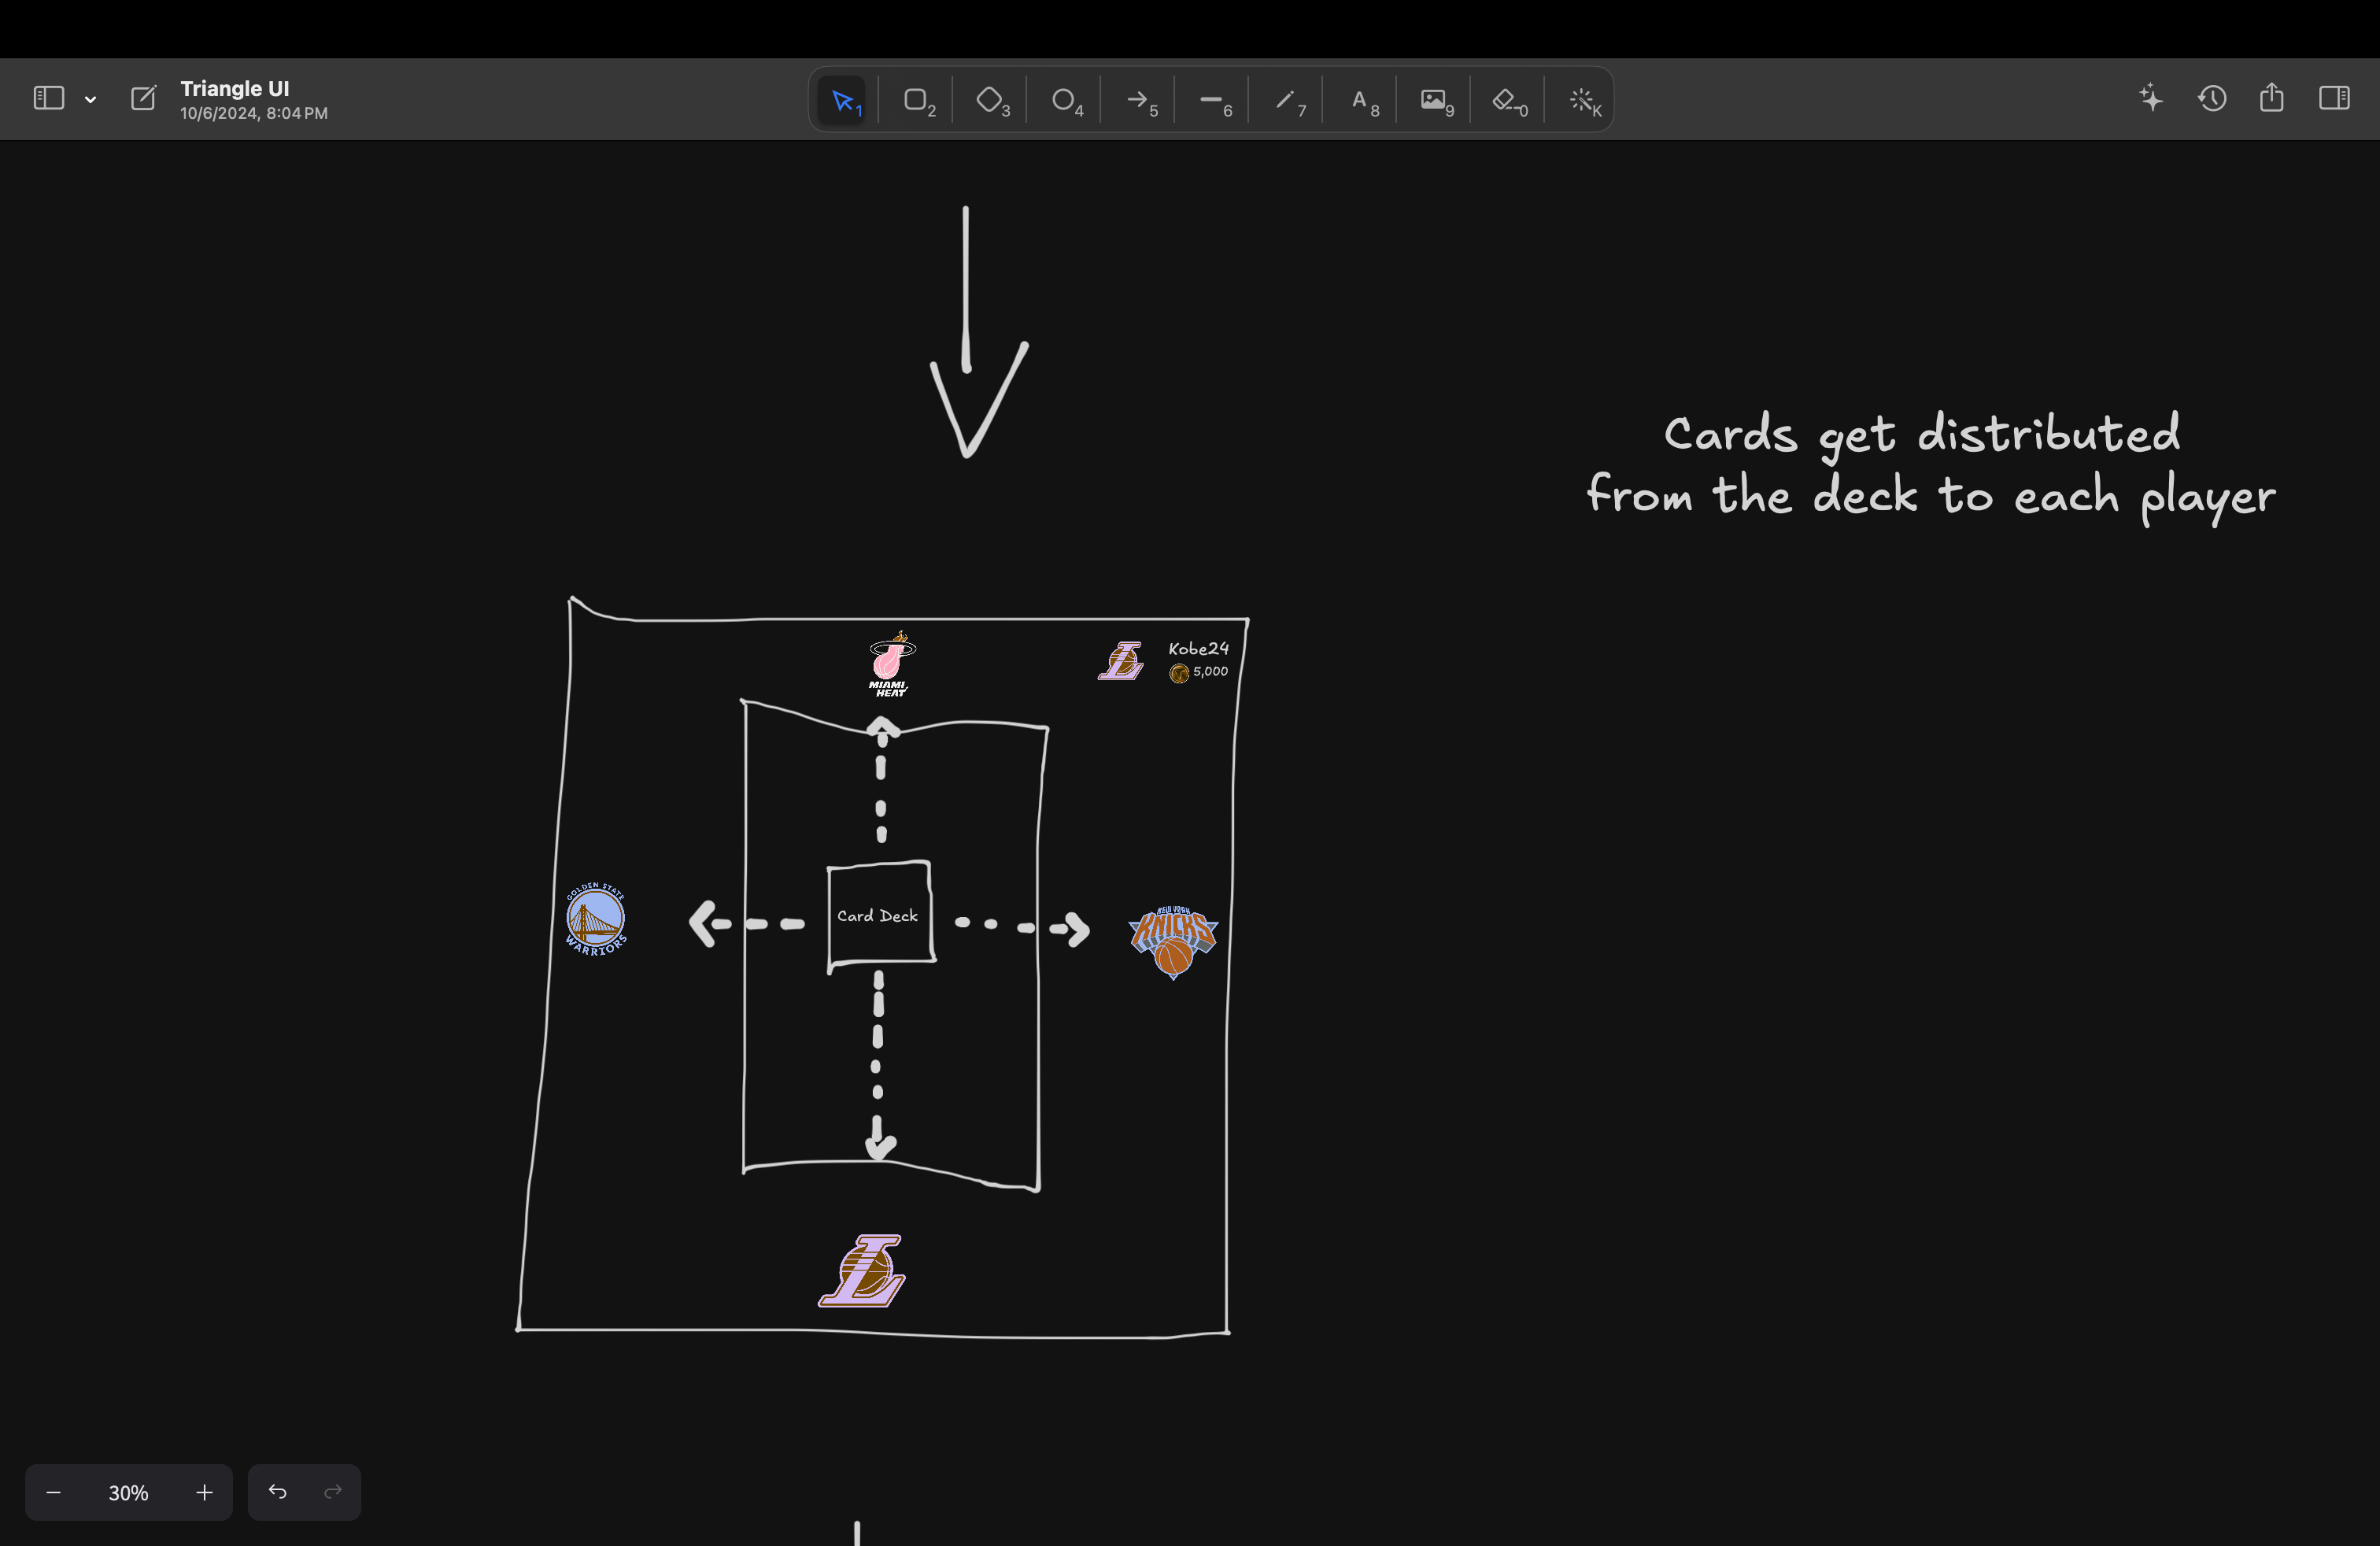 Triangle UI
10/6/2024, 8:04 PM
1
2
3
4
5
6
7
A 8
9
0
K
Cards get distributed
from the deck to each player
MIAMI
HEAT
Kobe24
5,000
GOLDEN STATE
WARRIORS
Card Deck
NEW YORK
KNICKS
L
30%